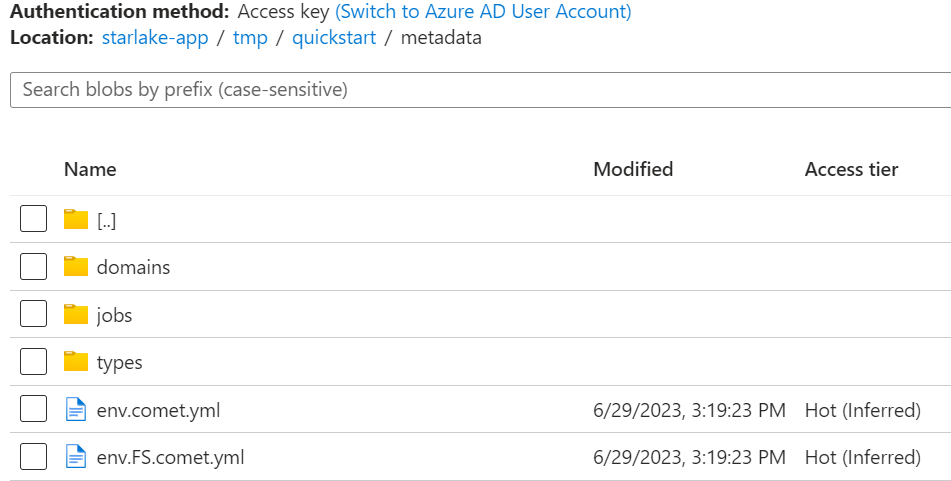 Authentication method: Access key (Switch to Azure AD User Account)
Location: starlake-app / tmp / quickstart / metadata
Search blobs by prefix (case-sensitive)
Name Modified Access tier
[..]
domains
jobs
types
env.comet.yml 6/29/2023, 3:19:23 PM Hot (Inferred)
env.FS.comet.yml 6/29/2023, 3:19:23 PM Hot (Inferred)